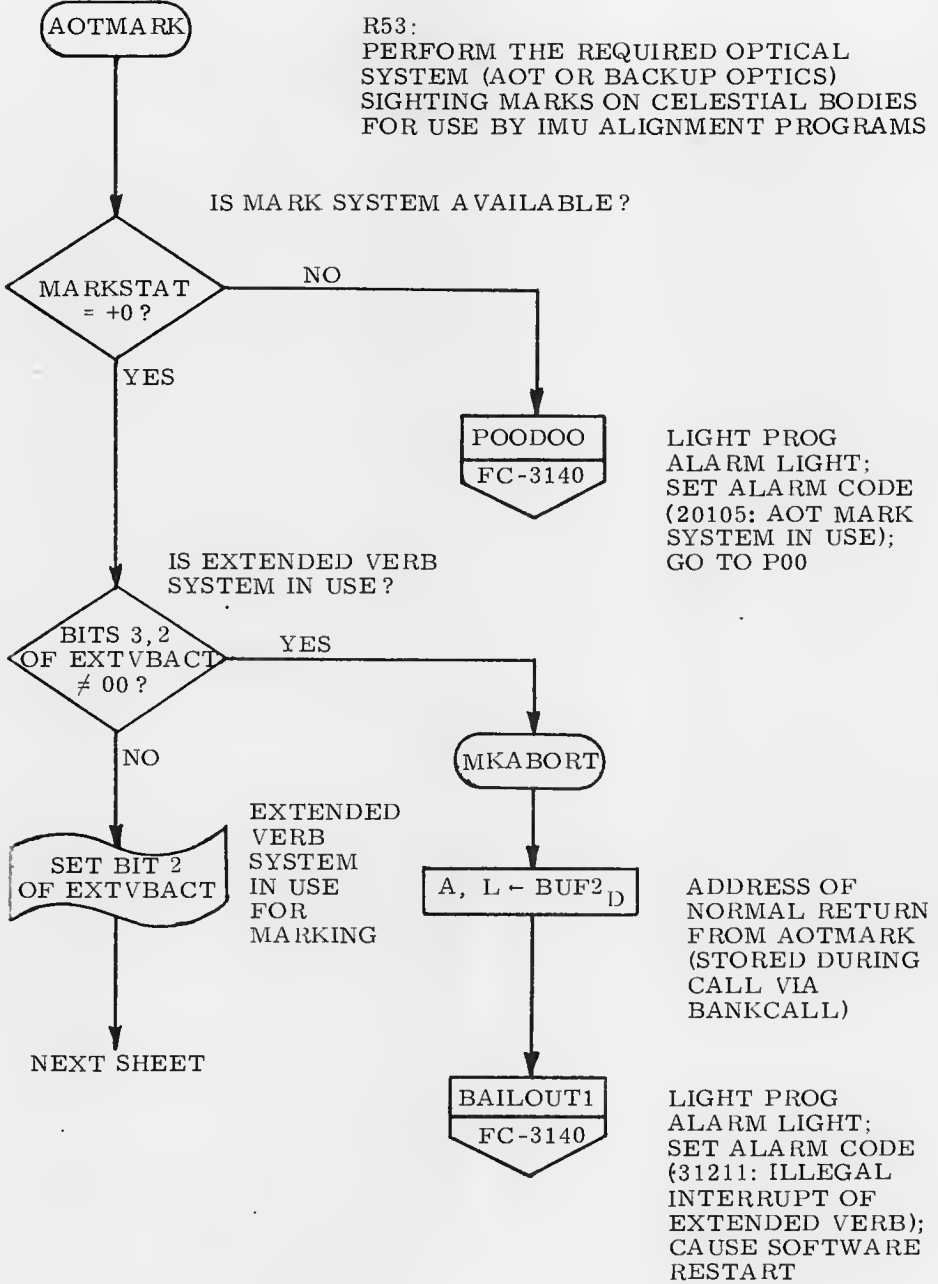 AOTMARK
R53:
PERFORM THE REQUIRED OPTICAL
SYSTEM (AOT OR BACKUP OPTICS)
SIGHTING MARKS ON CELESTIAL BODIES
FOR USE BY IMU ALIGNMENT PROGRAMS
IS MARK SYSTEM AVAILABLE?
MARKSTAT
= +0?
NO
YES
POODOO
FC-3140
LIGHT PROG
ALARM LIGHT;
SET ALARM CODE
(20105: AOT MARK
SYSTEM IN USE);
GO TO P00
IS EXTENDED VERB
SYSTEM IN USE?
BITS 3,2
OF EXTVBACT
≠ 00?
YES
NO
MKABORT
SET BIT 2
OF EXTVBACT
EXTENDED
VERB
SYSTEM
IN USE
FOR
MARKING
A, L ← BUF2D
ADDRESS OF
NORMAL RETURN
FROM AOTMARK
(STORED DURING
CALL VIA
BANKCALL)
NEXT SHEET
BAILOUT1
FC-3140
LIGHT PROG
ALARM LIGHT;
SET ALARM CODE
(31211: ILLEGAL
INTERRUPT OF
EXTENDED VERB);
CAUSE SOFTWARE
RESTART